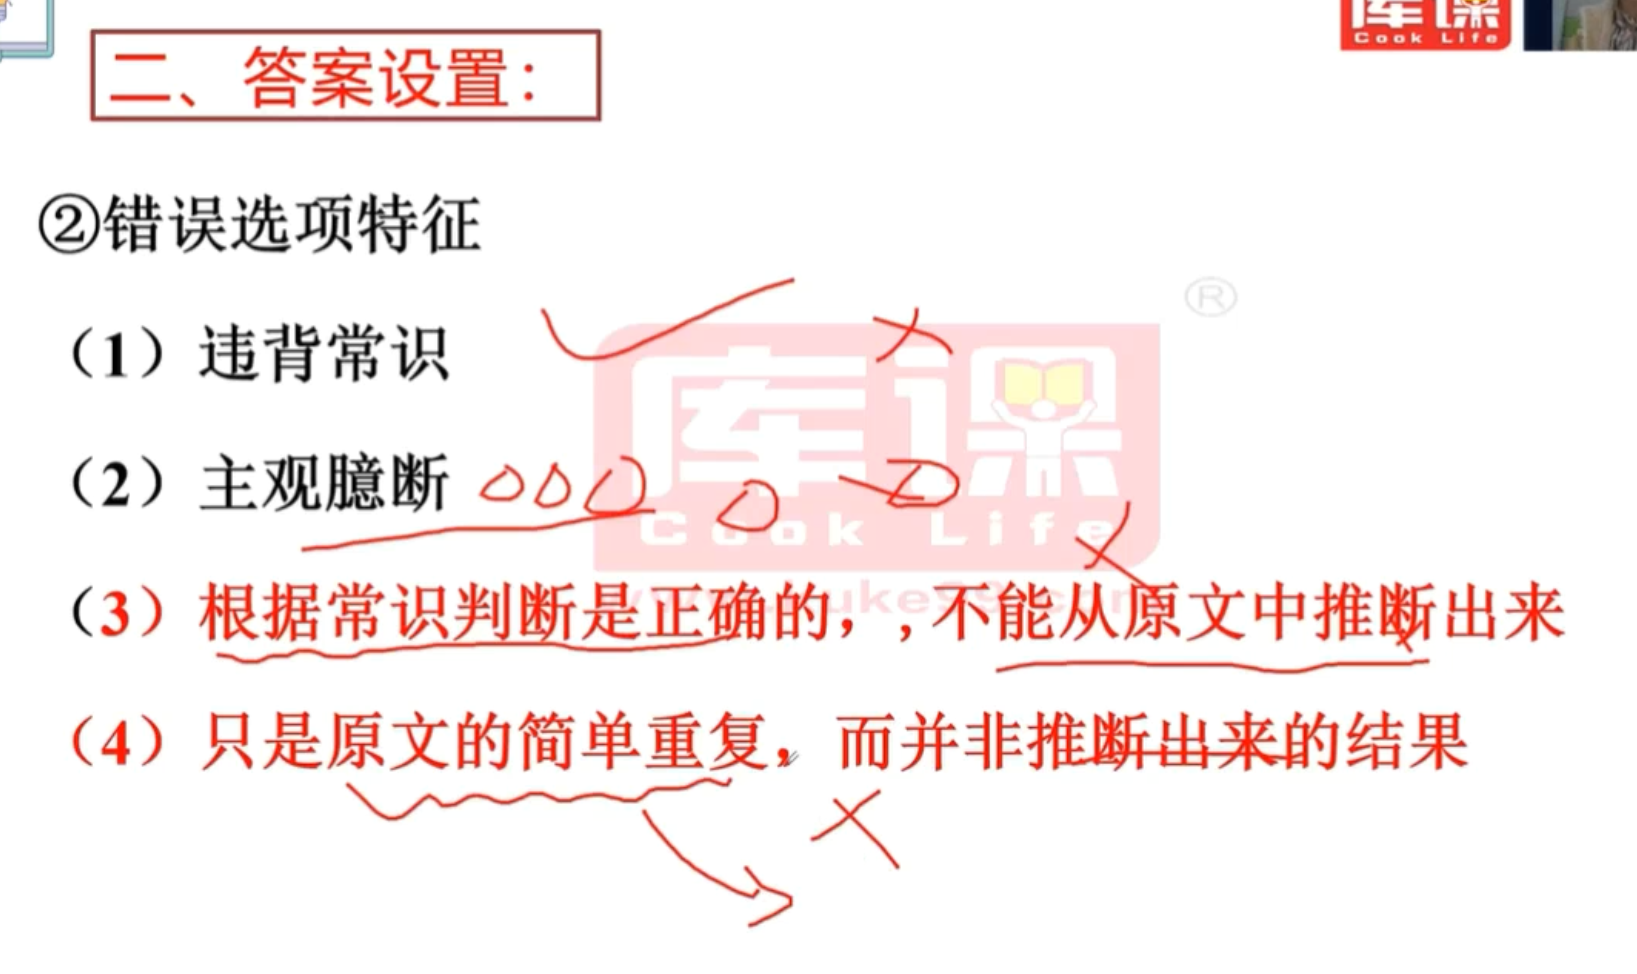 库课
Cook Life
二、答案设置：
②错误选项特征
（1）违背常识
（2）主观臆断
（3）根据常识判断是正确的，,不能从原文中推断出来
（4）只是原文的简单重复，而并非推断出来的结果
®
库课
Cook Life